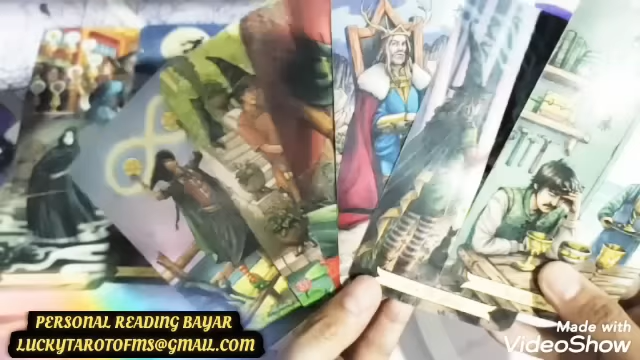 PERSONAL READING BAYAR
LUCKYTAROTOFMS@GMAIL.COM
Made with
VideoShow